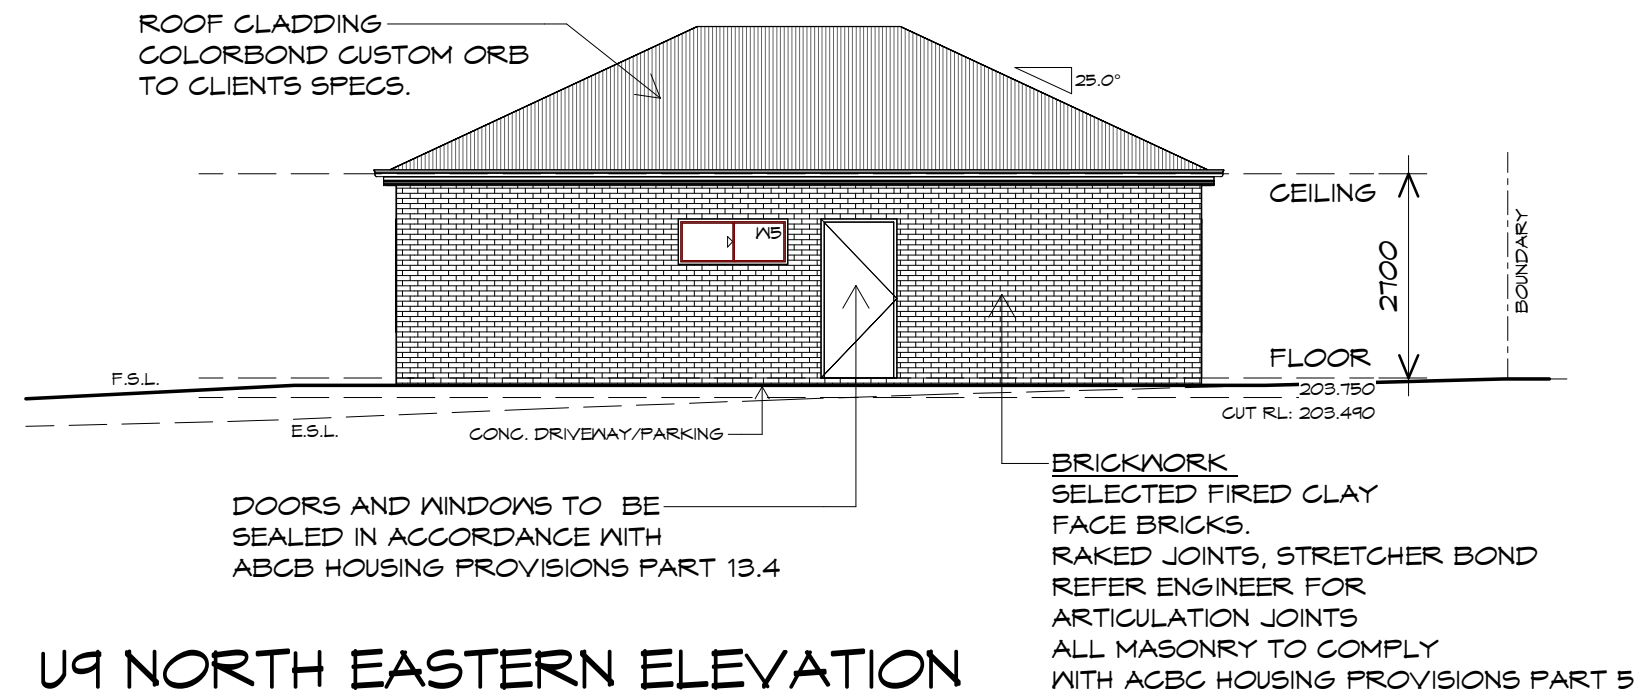 ROOF CLADDING
COLORBOND CUSTOM ORB
TO CLIENTS SPECS.
25.0°
W5
CEILING
2700
BOUNDARY
FLOOR
203.750
CUT RL: 203.490
F.S.L.
E.S.L.
CONC. DRIVEWAY/PARKING
DOORS AND WINDOWS TO BE
SEALED IN ACCORDANCE WITH
ABCB HOUSING PROVISIONS PART 13.4
BRICKWORK
SELECTED FIRED CLAY
FACE BRICKS.
RAKED JOINTS, STRETCHER BOND
REFER ENGINEER FOR
ARTICULATION JOINTS
ALL MASONRY TO COMPLY
WITH ACBC HOUSING PROVISIONS PART 5
U9 NORTH EASTERN ELEVATION